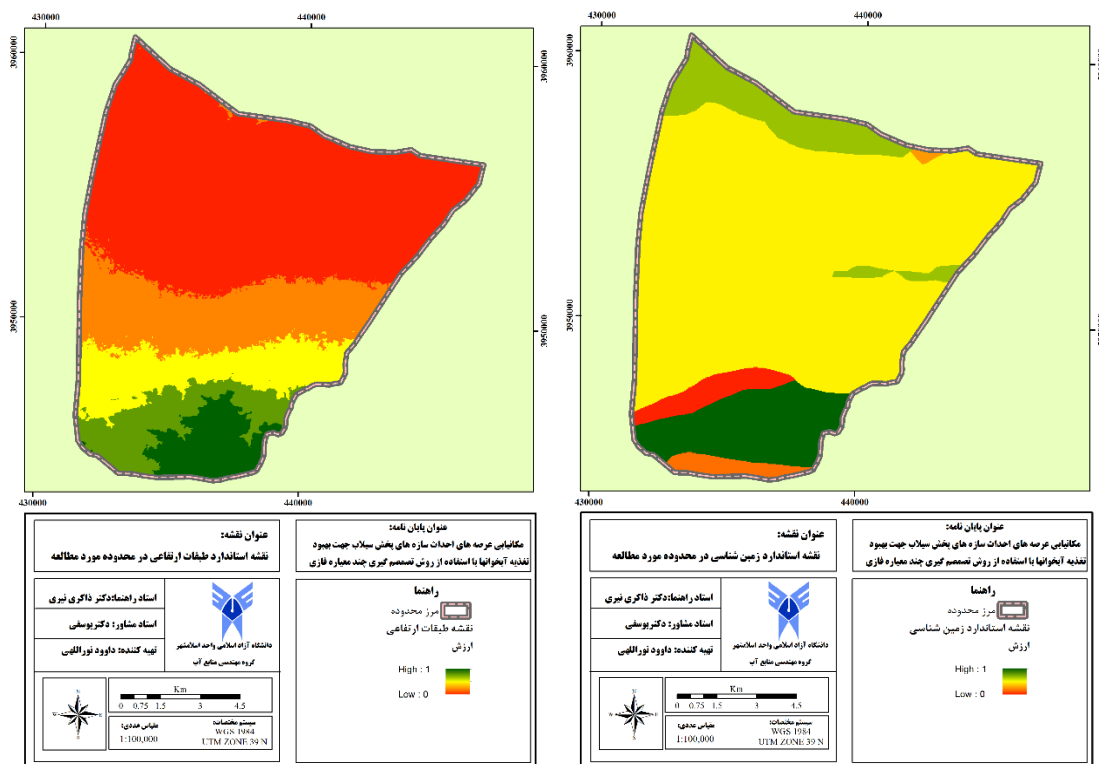 430000
440000
3960000
3960000
3950000
3950000
430000
440000
عنوان نقشه:
نقشه استاندارد طبقات ارتفاعی در محدوده مورد مطالعه
عنوان پایان نامه:
مکانیابی عرصه های احداث سازه های پخش سیلاب جهت بهبود
تغذیه آبخوانها با استفاده از روش تصمصم گیری چند معیاره فازی
استاد راهنما:دکتر ذاکری نیری
استاد مشاور: دکتریوسفی
تهیه کننده: داوود نوراللهی
دانشگاه آزاد اسلامی واحد اسلامشهر
گروه مهندسی منابع آب
راهنما
مرز محدوده
نقشه طبقات ارتفاعی
ارزش
High : 1
Low : 0
N
W
E
S
Km
0 0.75 1.5 3 4.5
مقیاس عددی:
1:100,000
سیستم مختصات:
WGS 1984
UTM ZONE 39 N
430000
440000
3960000
3950000
430000
440000
عنوان نقشه:
نقشه استاندارد زمین شناسی در محدوده مورد مطالعه
عنوان پایان نامه:
مکانیابی عرصه های احداث سازه های پخش سیلاب جهت بهبود
تغذیه آبخوانها با استفاده از روش تصمصم گیری چند معیاره فازی
استاد راهنما:دکتر ذاکری نیری
استاد مشاور: دکتریوسفی
تهیه کننده: داوود نوراللهی
دانشگاه آزاد اسلامی واحد اسلامشهر
گروه مهندسی منابع آب
راهنما
مرز محدوده
نقشه استاندارد زمین شناسی
ارزش
High : 1
Low : 0
N
W
E
S
Km
0 0.75 1.5 3 4.5
مقیاس عددی:
1:100,000
سیستم مختصات:
WGS 1984
UTM ZONE 39 N